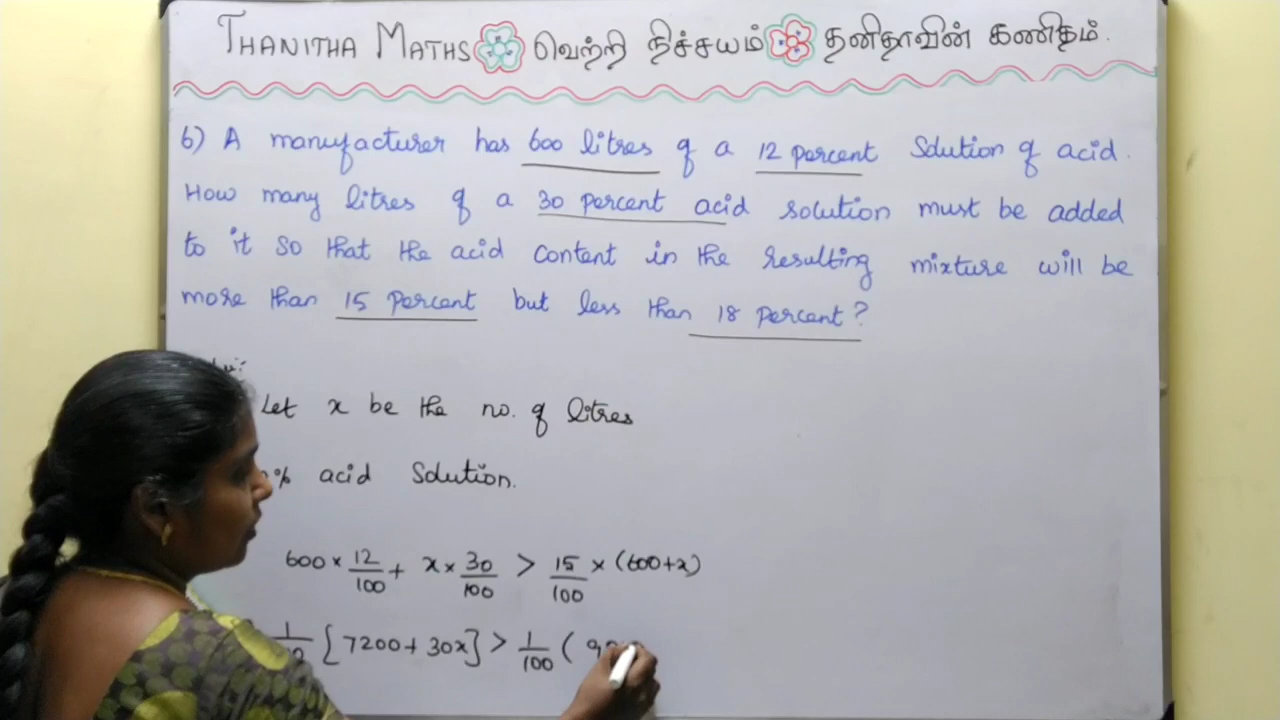 THANITHA MATHS வெற்றி நிச்சயம் தனிதாவின் கணிதம்.
6) A manufacturer has 600 litres of a 12 percent Solution of acid.
How many litres of a 30 percent acid solution must be added
to it so that the acid content in the resulting mixture will be
more than 15 percent but less than 18 percent?
Let x be the no. of litres
% acid Solution.
600 × 12/100 + x × 30/100 > 15/100 × (600+x)
[7200 + 30x] > 1/100 (